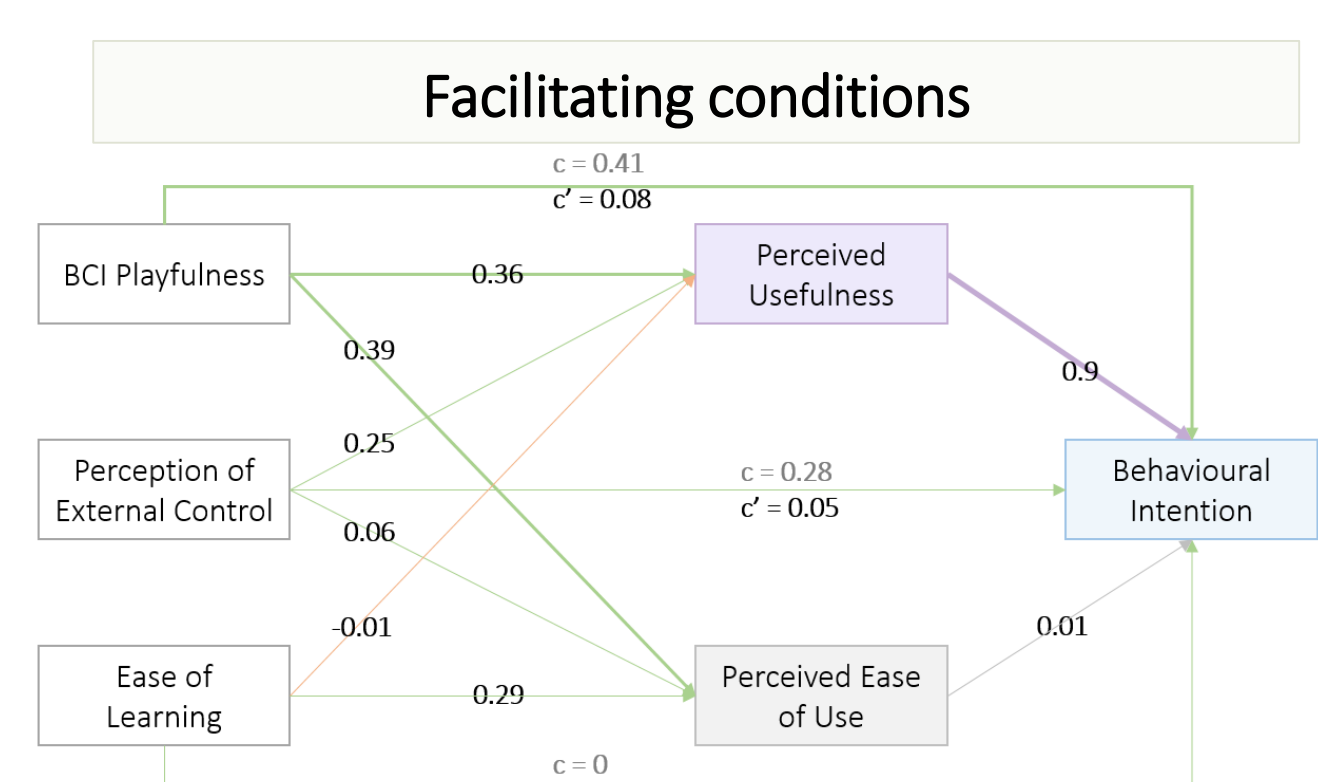 Facilitating conditions
c = 0.41
c’ = 0.08
BCI Playfulness
0.36
Perceived
Usefulness
0.39
0.9
0.25
Perception of
External Control
c = 0.28
c’ = 0.05
Behavioural
Intention
0.06
-0.01
0.01
Ease of
Learning
0.29
Perceived Ease
of Use
c = 0